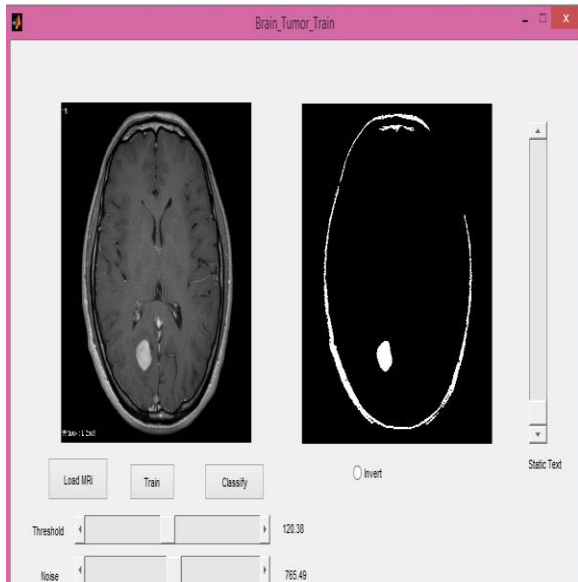 Brain_Tumor_Train
Load MRi
Train
Classify
Invert
Static Text
Threshold
120.38
Noise
765.49